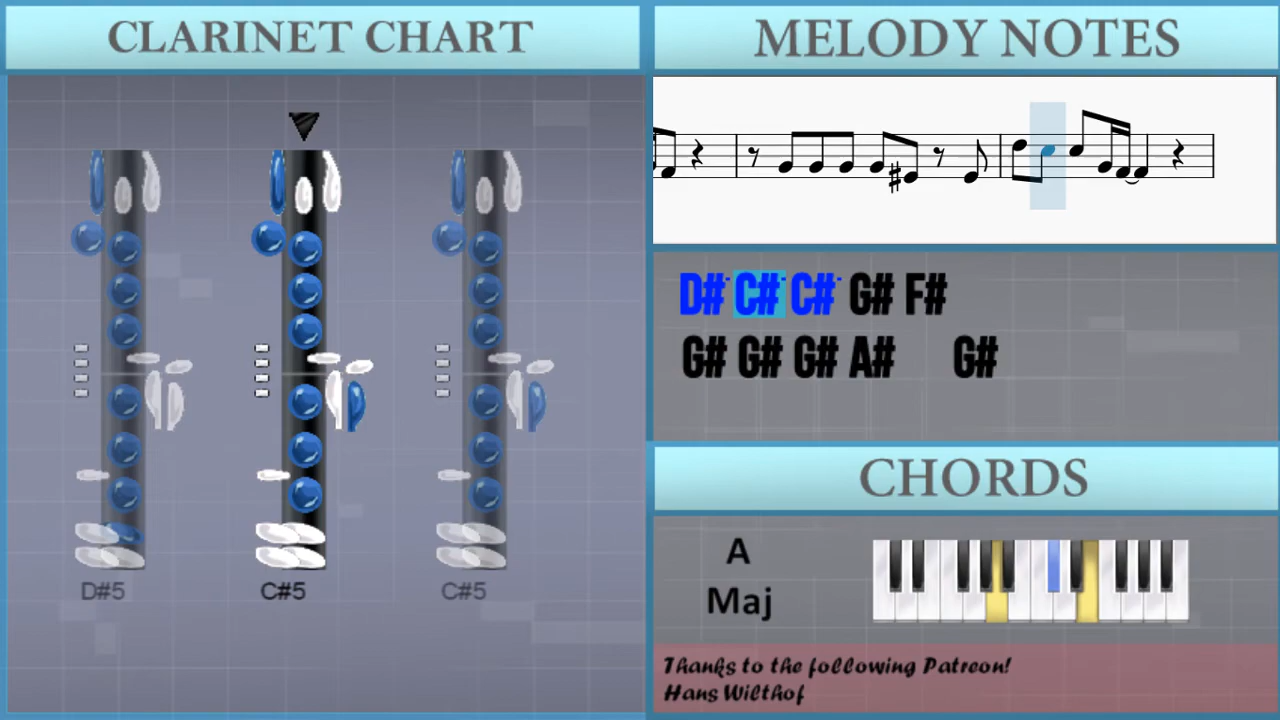 CLARINET CHART
D#5 C#5 C#5
MELODY NOTES
D#· C#· C#· G# F#
G# G# G# A# G#
CHORDS
A
Maj
Thanks to the following Patreon!
Hans Wilthof